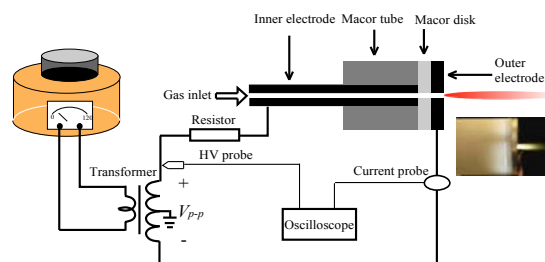 Inner electrode
Macor tube
Macor disk
Gas inlet
Outer
electrode
0
120
Resistor
HV probe
Transformer
Current probe
+
Vp-p
-
Oscilloscope